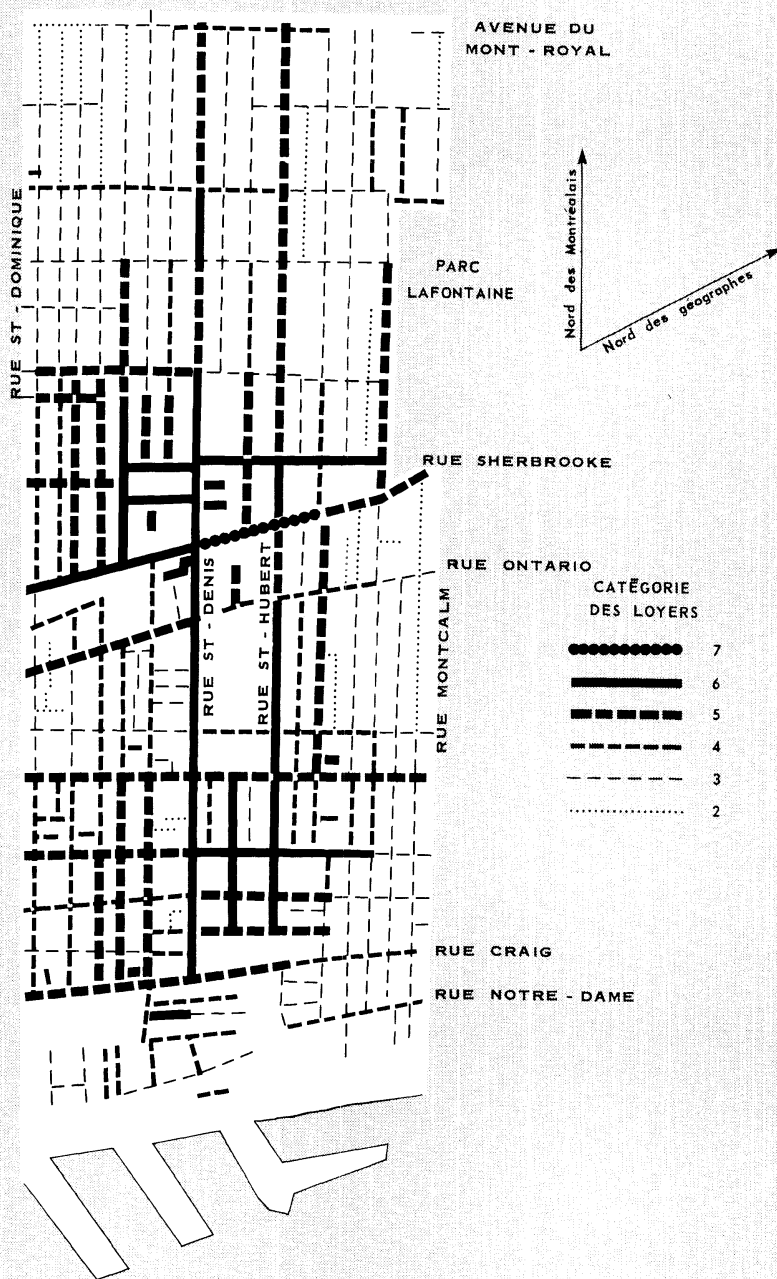 AVENUE DU
MONT - ROYAL
RUE ST - DOMINIQUE
Nord des Montréalais
Nord des géographes
PARC
LAFONTAINE
RUE SHERBROOKE
RUE ONTARIO
RUE ST - DENIS
RUE ST - HUBERT
RUE MONTCALM
CATÉGORIE
DES LOYERS
7
6
5
4
3
2
RUE CRAIG
RUE NOTRE - DAME